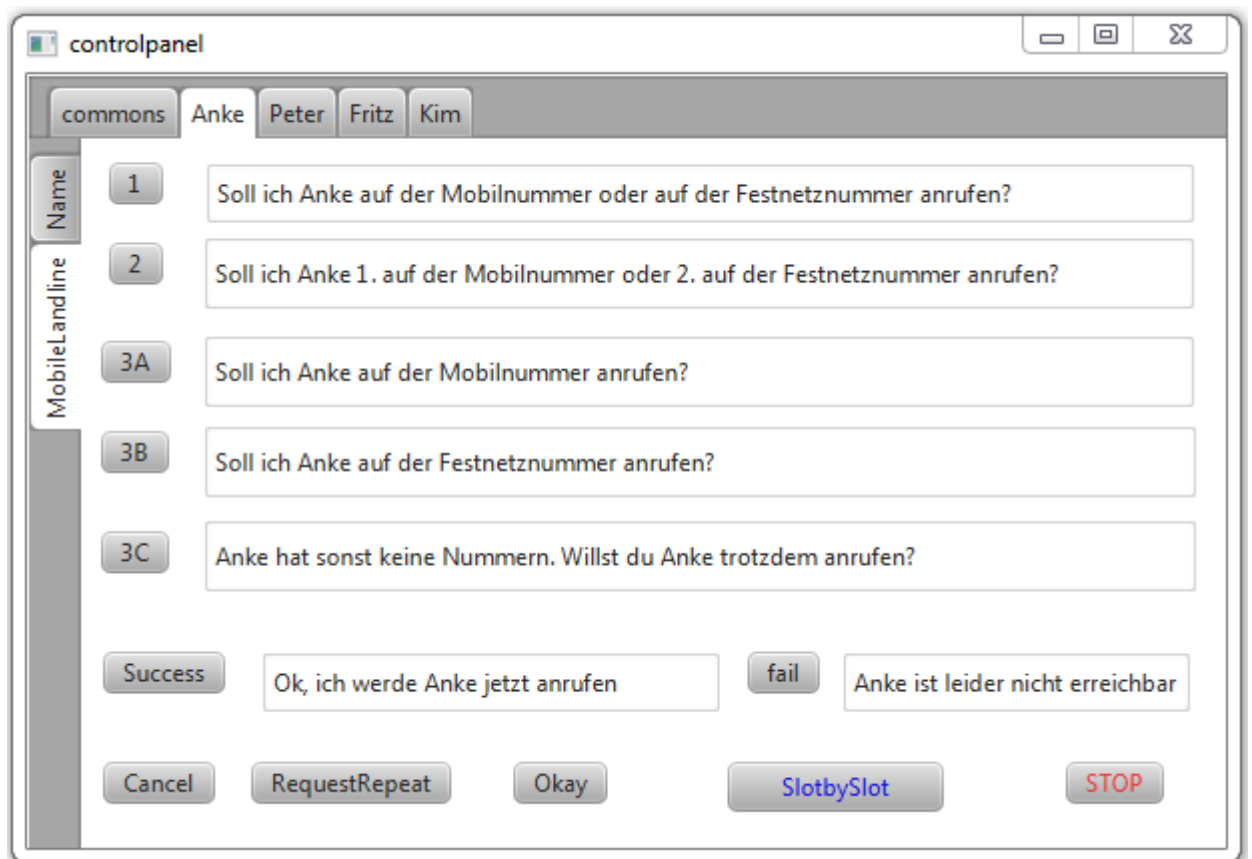 controlpanel
commons Anke Peter Fritz Kim
Name
MobileLandline
1 Soll ich Anke auf der Mobilnummer oder auf der Festnetznummer anrufen?
2 Soll ich Anke 1. auf der Mobilnummer oder 2. auf der Festnetznummer anrufen?
3A Soll ich Anke auf der Mobilnummer anrufen?
3B Soll ich Anke auf der Festnetznummer anrufen?
3C Anke hat sonst keine Nummern. Willst du Anke trotzdem anrufen?
Success Ok, ich werde Anke jetzt anrufen fail Anke ist leider nicht erreichbar
Cancel RequestRepeat Okay SlotbySlot STOP